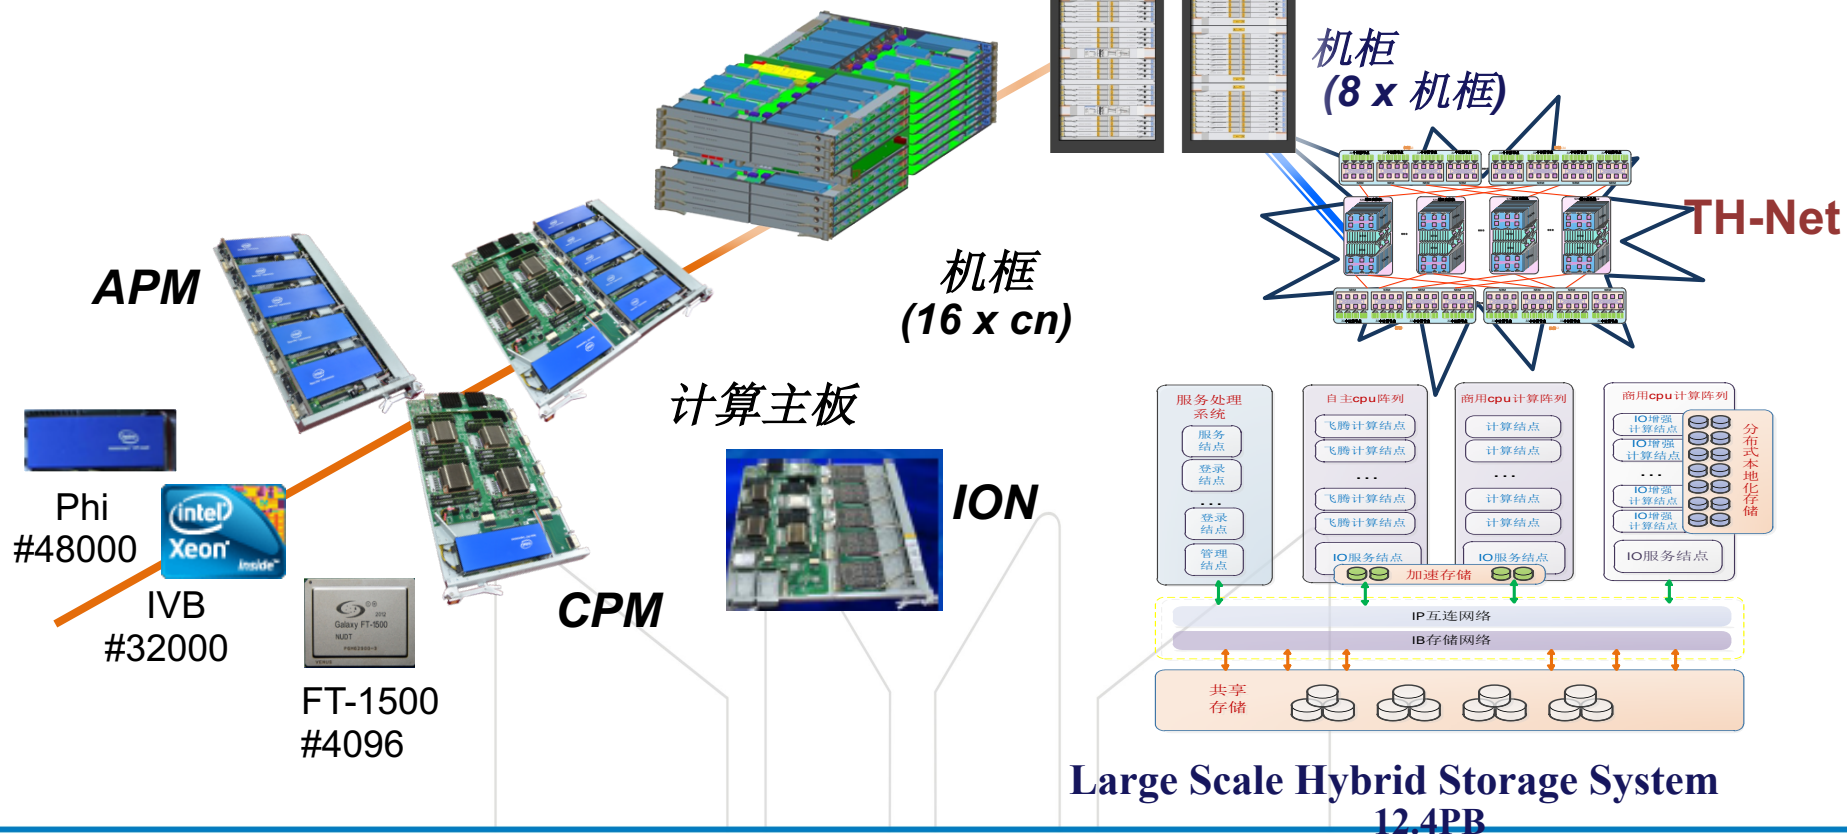 机柜
(8 x 机框)
TH-Net
APM
机框
(16 x cn)
计算主板
Phi
#48000
intel
Xeon
inside
IVB
#32000
Galaxy FT-1500
NUDT
FT-1500
#4096
CPM
ION
服务处理
系统
服务
结点
登录
结点
...
登录
结点
管理
结点
自主cpu阵列
飞腾计算结点
飞腾计算结点
...
飞腾计算结点
飞腾计算结点
IO服务结点
商用cpu计算阵列
计算结点
计算结点
...
计算结点
计算结点
IO服务结点
加速存储
商用cpu计算阵列
IO增强
计算结点
IO增强
计算结点
...
IO增强
计算结点
IO增强
计算结点
IO服务结点
分布式本地化存储
IP互连网络
IB存储网络
共享
存储
Large Scale Hybrid Storage System
12.4PB